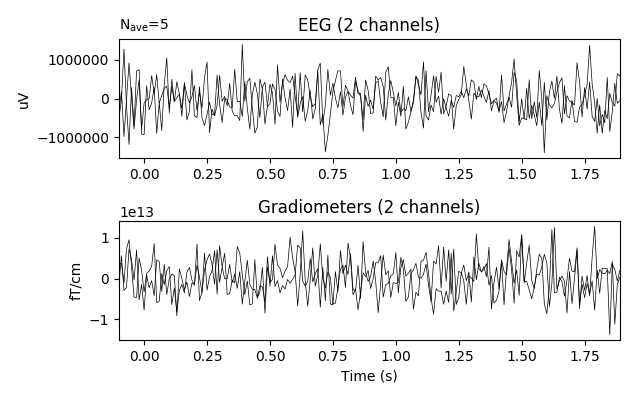 N_ave=5
EEG (2 channels)
1000000
0
−1000000
uV
0.00 0.25 0.50 0.75 1.00 1.25 1.50 1.75
1e13
Gradiometers (2 channels)
1
0
−1
fT/cm
0.00 0.25 0.50 0.75 1.00 1.25 1.50 1.75
Time (s)